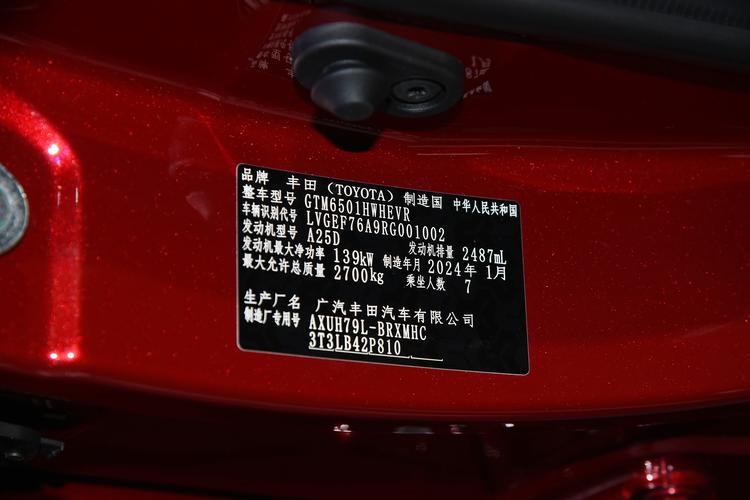 品牌 丰田(TOYOTA) 制造国 中华人民共和国
整车型号 GTM6501HWHEVR
车辆识别代号 LVGEF76A9RG001002
发动机型号 A25D 发动机排量 2487mL
发动机最大净功率 139kW 制造年月 2024年 1月
最大允许总质量 2700kg 乘坐人数 7
生产厂名 广汽丰田汽车有限公司
制造厂专用号 AXUH79L-BRXMHC
3T3LB42P810